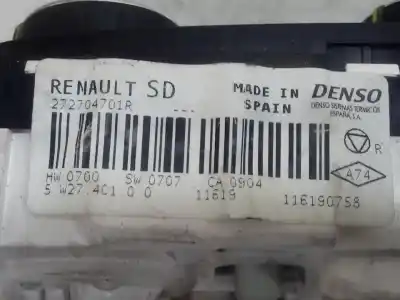 RENAULT SD
272704701R
---
MADE IN
SPAIN
DENSO
DENSO SISTEMAS TERMICOS
ESPAÑA, S.A.
R
HW 0700 SW 0707 CA 0904
5 W27.4C1 0 0 11619 116190758
A74